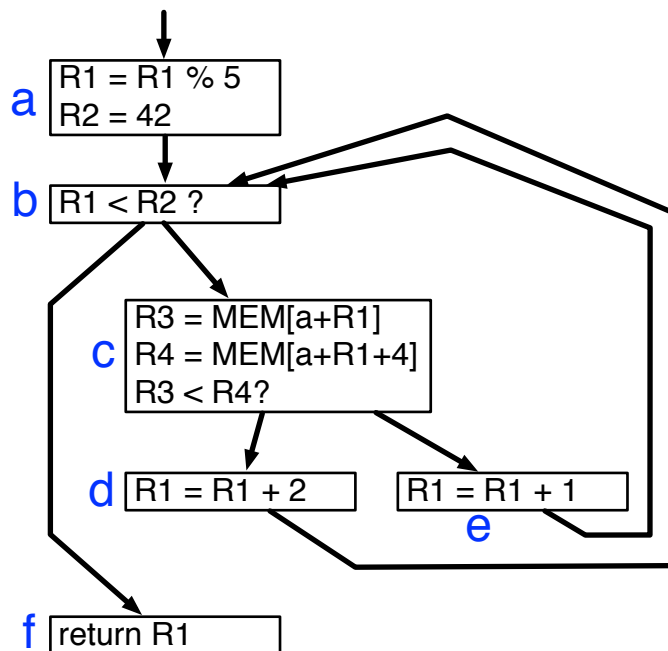 a
R1 = R1 % 5
R2 = 42
b
R1 < R2 ?
c
R3 = MEM[a+R1]
R4 = MEM[a+R1+4]
R3 < R4?
d
R1 = R1 + 2
R1 = R1 + 1
e
f
return R1